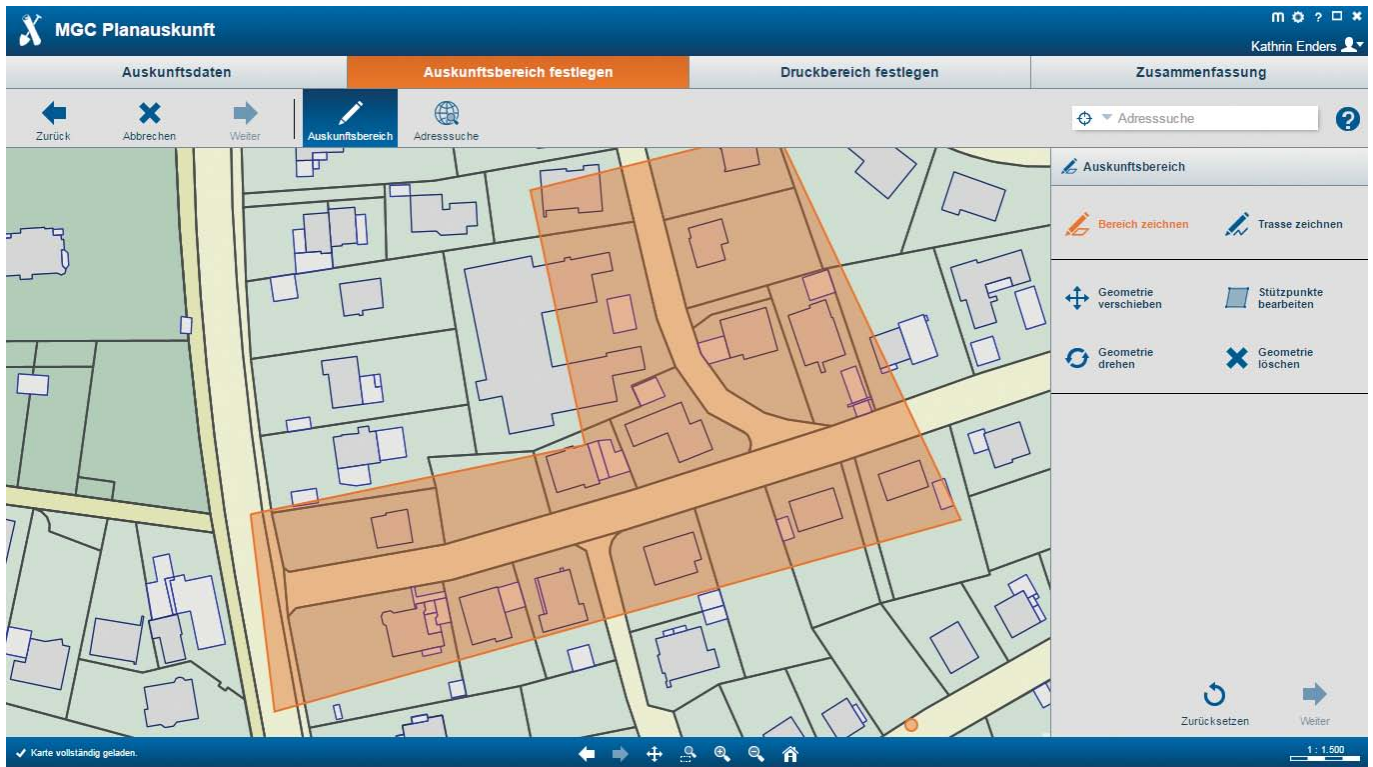 MGC Planauskunft
Kathrin Enders
Auskunftsdaten
Auskunftsbereich festlegen
Druckbereich festlegen
Zusammenfassung
Zurück
Abbrechen
Weiter
Auskunftsbereich
Adresssuche
Adresssuche
Auskunftsbereich
Bereich zeichnen
Trasse zeichnen
Geometrie
verschieben
Stützpunkte
bearbeiten
Geometrie
drehen
Geometrie
löschen
Zurücksetzen
Weiter
Karte vollständig geladen.
1 : 1.500